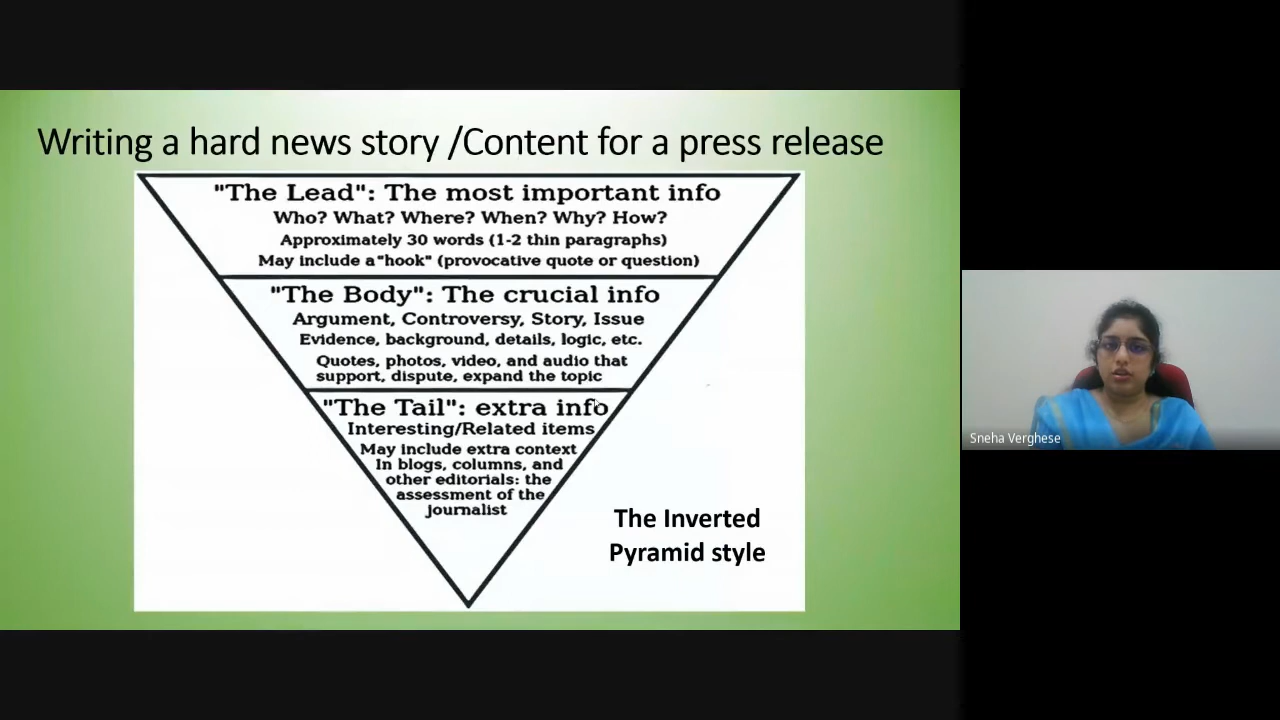 Writing a hard news story /Content for a press release
"The Lead": The most important info
Who? What? Where? When? Why? How?
Approximately 30 words (1-2 thin paragraphs)
May include a "hook" (provocative quote or question)
"The Body": The crucial info
Argument, Controversy, Story, Issue
Evidence, background, details, logic, etc.
Quotes, photos, video, and audio that
support, dispute, expand the topic
"The Tail": extra info
Interesting/Related items
May include extra context
In blogs, columns, and
other editorials: the
assessment of the
journalist
The Inverted
Pyramid style
Sneha Verghese